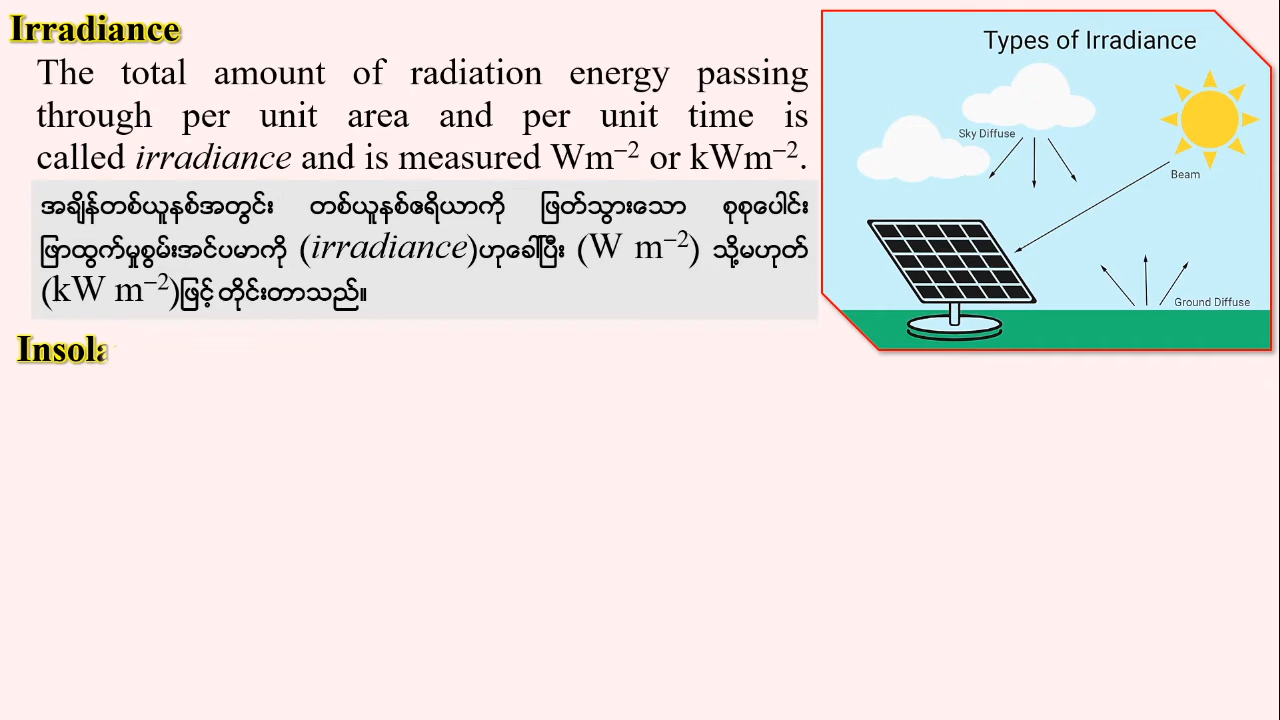 Irradiance
The total amount of radiation energy passing
through per unit area and per unit time is
called irradiance and is measured Wm⁻² or kWm⁻².
အချိန်တစ်ယူနစ်အတွင်း တစ်ယူနစ်ဧရိယာကို ဖြတ်သွားသော စုစုပေါင်း
ဖြာထွက်မှုစွမ်းအင်ပမာကို (irradiance)ဟုခေါ်ပြီး (W m⁻²) သို့မဟုတ်
(kW m⁻²)ဖြင့် တိုင်းတာသည်။
Insola
Types of Irradiance
Sky Diffuse
Beam
Ground Diffuse